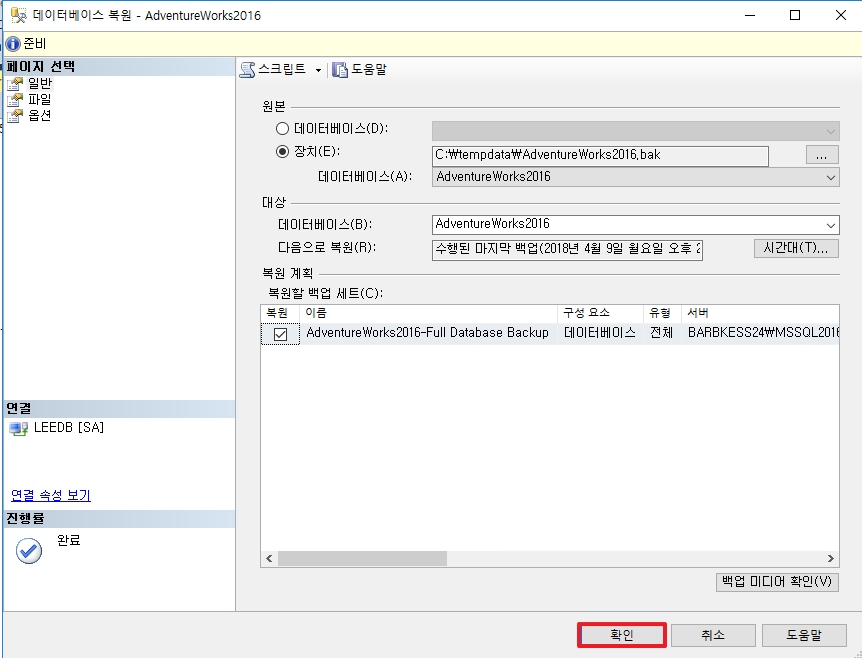 데이터베이스 복원 - AdventureWorks2016
준비
페이지 선택
일반
파일
옵션
스크립트
도움말
원본
데이터베이스(D):
장치(E):
C:₩tempdata₩AdventureWorks2016.bak
...
데이터베이스(A):
AdventureWorks2016
대상
데이터베이스(B):
AdventureWorks2016
다음으로 복원(R):
수행된 마지막 백업(2018년 4월 9일 월요일 오후
시간대(T)...
복원 계획
복원할 백업 세트(C):
복원 이름 구성 요소 유형 서버
AdventureWorks2016-Full Database Backup 데이터베이스 전체 BARBKESS24₩MSSQL2016
연결
LEEDB [SA]
연결 속성 보기
진행률
완료
백업 미디어 확인(V)
확인 취소 도움말